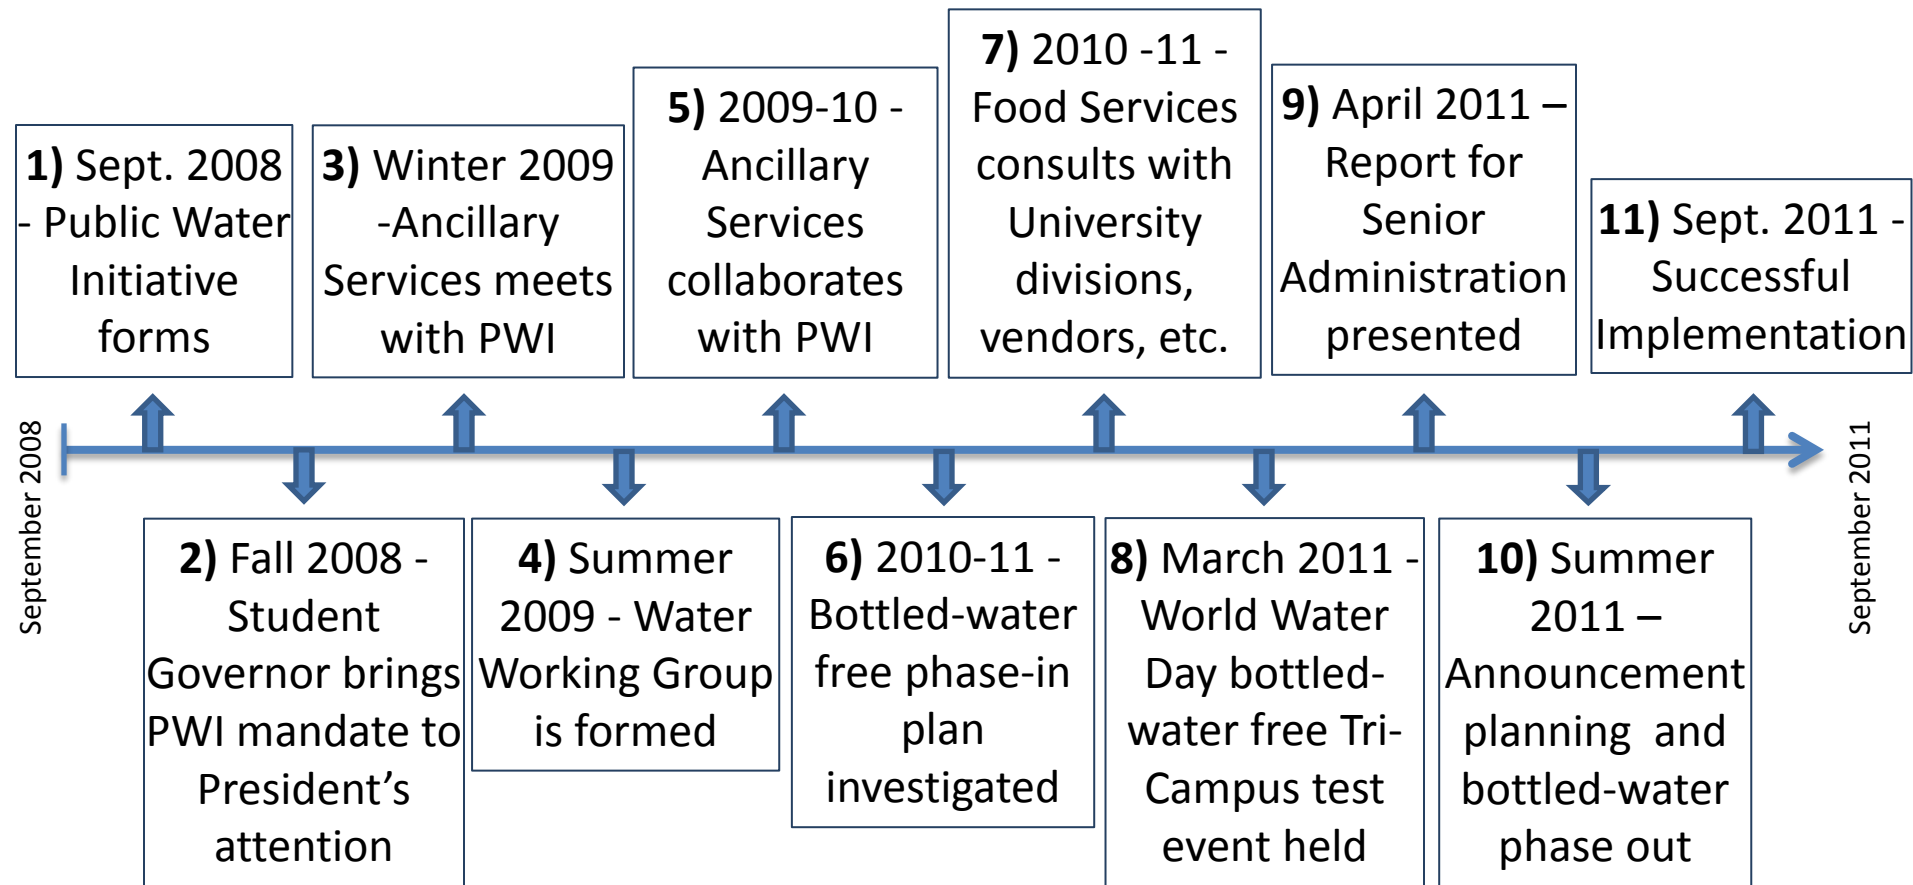 1) Sept. 2008
- Public Water
Initiative
forms
2) Fall 2008 -
Student
Governor brings
PWI mandate to
President’s
attention
3) Winter 2009
-Ancillary
Services meets
with PWI
4) Summer
2009 - Water
Working Group
is formed
5) 2009-10 -
Ancillary
Services
collaborates
with PWI
6) 2010-11 -
Bottled-water
free phase-in
plan
investigated
7) 2010 -11 -
Food Services
consults with
University
divisions,
vendors, etc.
8) March 2011 -
World Water
Day bottled-
water free Tri-
Campus test
event held
9) April 2011 –
Report for
Senior
Administration
presented
10) Summer
2011 –
Announcement
planning  and
bottled-water
phase out
11) Sept. 2011 -
Successful
Implementation
September 2008
September 2011